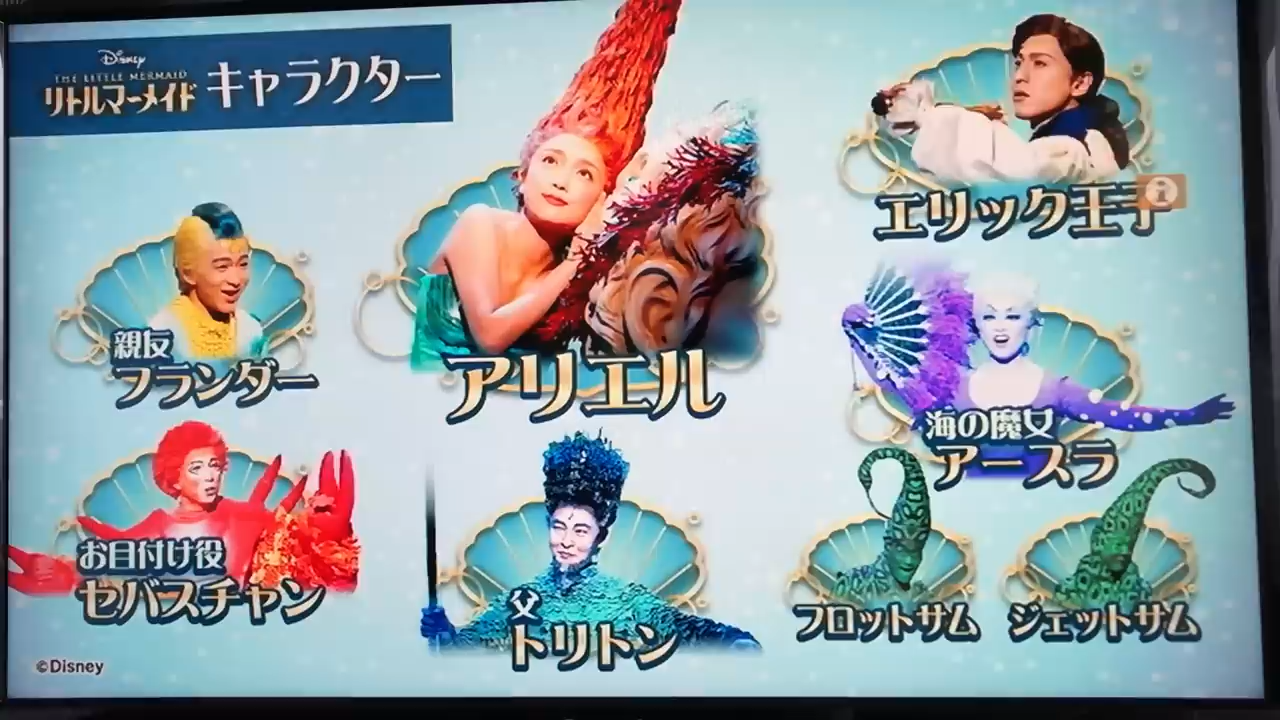 Disney
THE LITTLE MERMAID
リトルマーメイド
キャラクター
エリック王子
親友
フランダー
アリエル
海の魔女
アースラ
お目付け役
セバスチャン
父
トリトン
フロットサム
ジェットサム
©Disney